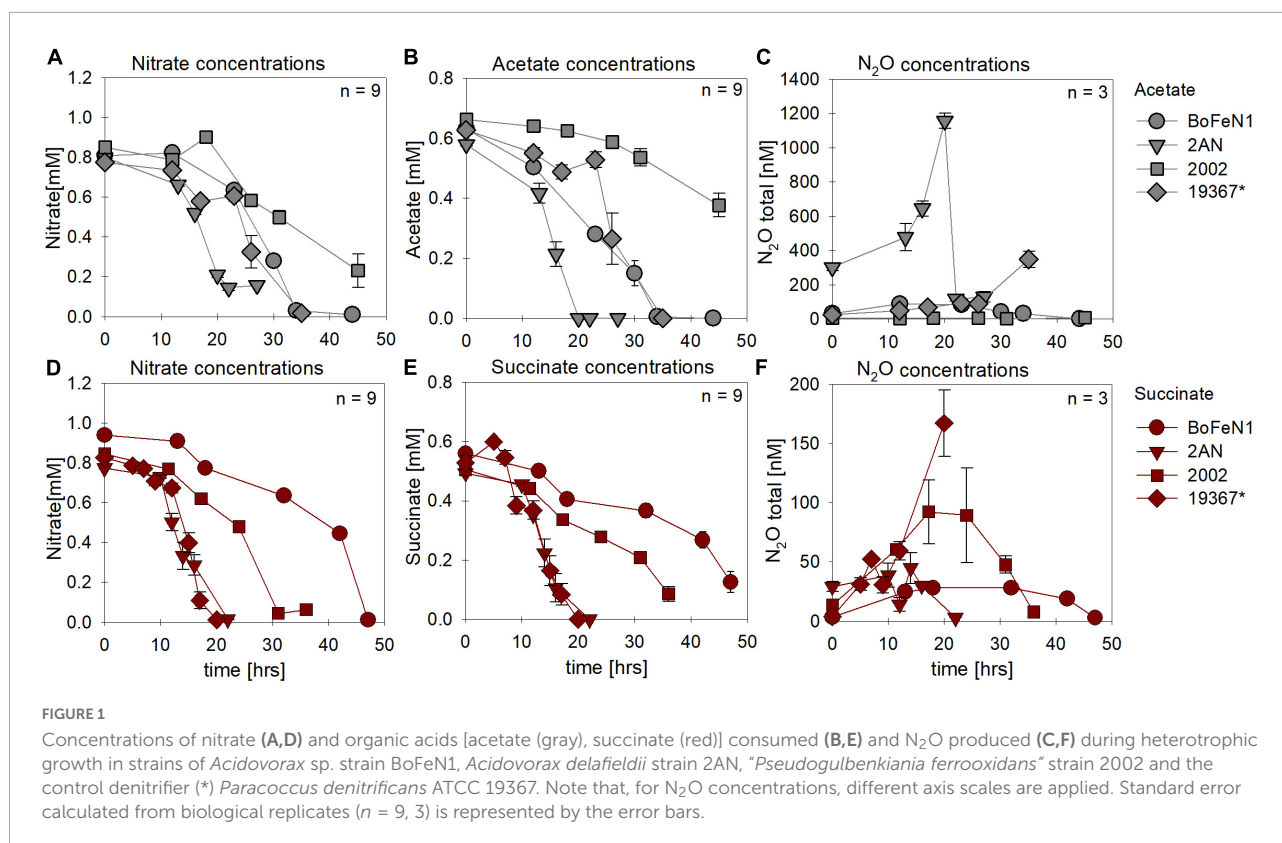 A
Nitrate concentrations
n = 9
Nitrate[mM]
1.2
1.0
0.8
0.6
0.4
0.2
0.0
0 10 20 30 40 50
B
Acetate concentrations
n = 9
Acetate [mM]
0.8
0.6
0.4
0.2
0.0
0 10 20 30 40 50
C
N2O concentrations
n = 3
N2O total [nM]
1400
1200
1000
800
600
400
200
0
0 10 20 30 40 50
Acetate
BoFeN1
2AN
2002
19367*
D
Nitrate concentrations
n = 9
Nitrate[mM]
1.2
1.0
0.8
0.6
0.4
0.2
0.0
0 10 20 30 40 50
time [hrs]
E
Succinate concentrations
n = 9
Succinate [mM]
0.8
0.6
0.4
0.2
0.0
0 10 20 30 40 50
time [hrs]
F
N2O concentrations
n = 3
N2O total [nM]
200
150
100
50
0
0 10 20 30 40 50
time [hrs]
Succinate
BoFeN1
2AN
2002
19367*
FIGURE 1
Concentrations of nitrate (A,D) and organic acids [acetate (gray), succinate (red)] consumed (B,E) and N2O produced (C,F) during heterotrophic
growth in strains of Acidovorax sp. strain BoFeN1, Acidovorax delafieldii strain 2AN, "Pseudogulbenkiania ferrooxidans" strain 2002 and the
control denitrifier (*) Paracoccus denitrificans ATCC 19367. Note that, for N2O concentrations, different axis scales are applied. Standard error
calculated from biological replicates (n = 9, 3) is represented by the error bars.